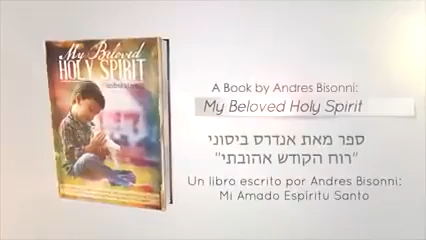 My Beloved
HOLY SPIRIT
A Book by Andres Bisonni:
My Beloved Holy Spirit
ספר מאת אנדרס ביסוני
"רוח הקודש אהובתי"
Un libro escrito por Andres Bisonni:
Mi Amado Espíritu Santo